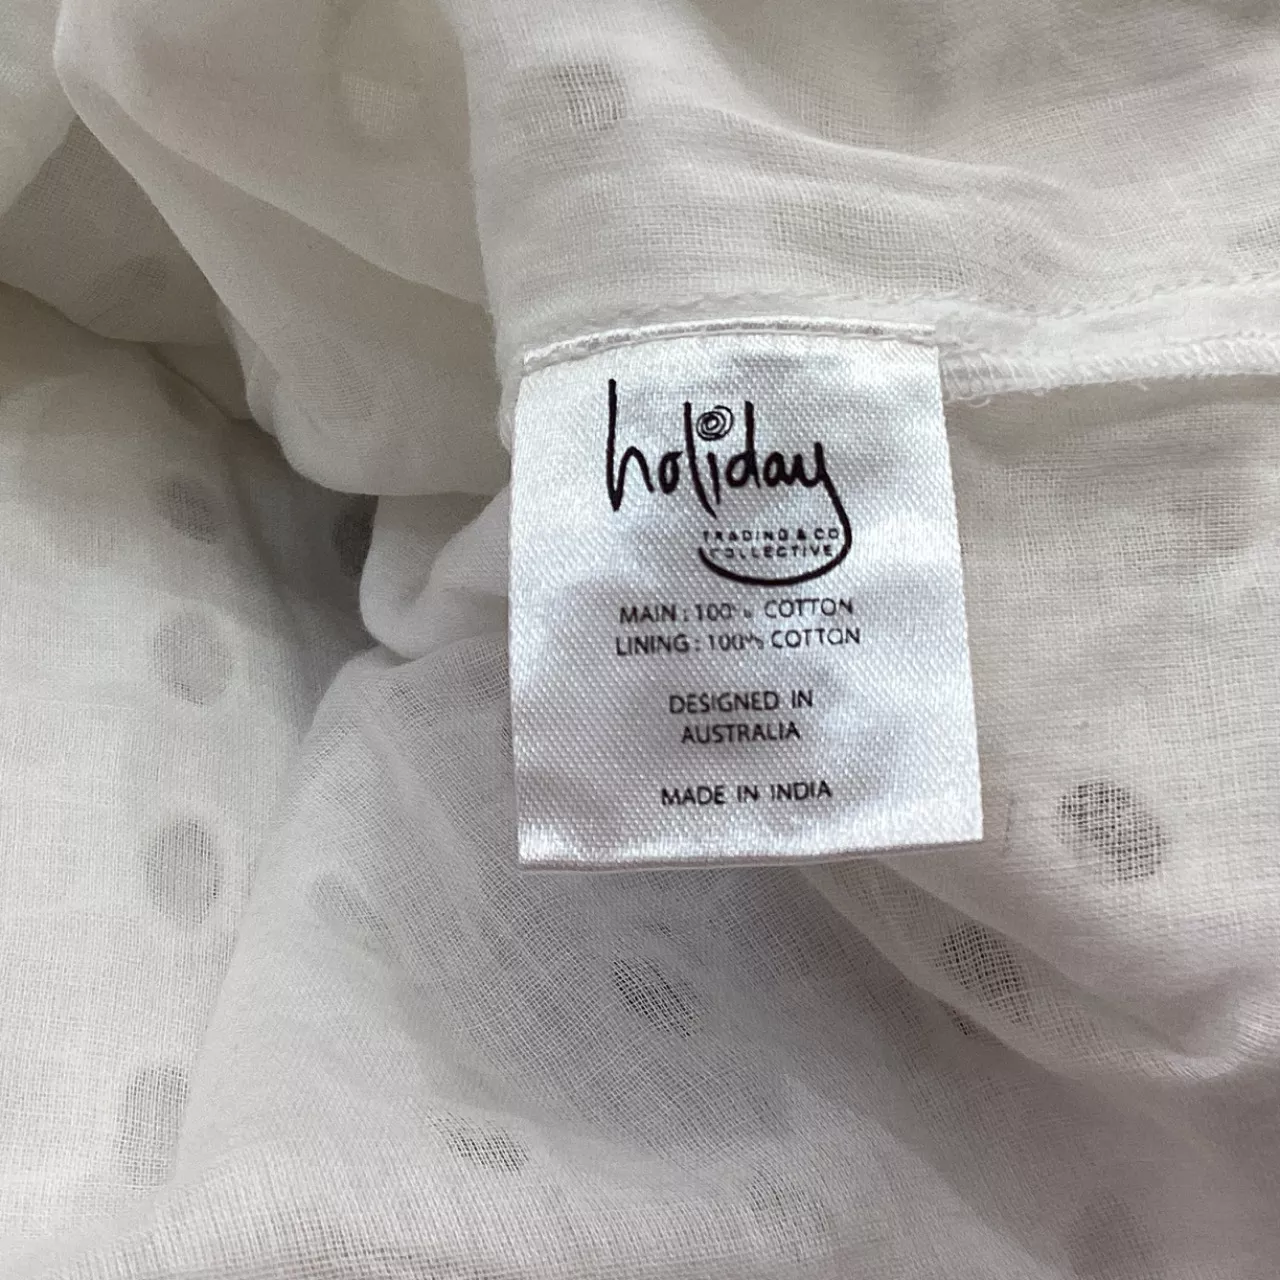 holiday
TRADING & CO
COLLECTIVE
MAIN : 100% COTTON
LINING : 100% COTTON
DESIGNED IN
AUSTRALIA
MADE IN INDIA